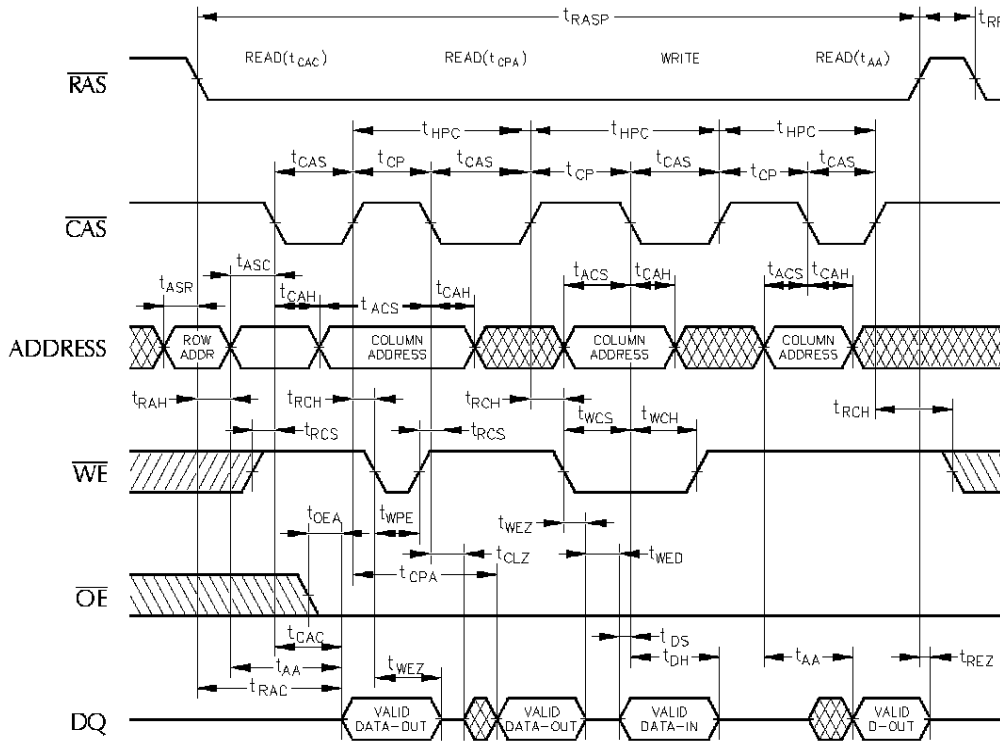 tRASP
tRP
READ(tCAC) READ(tCPA) WRITE READ(tAA)
RAS
tHPC tHPC tHPC
tCAS tCP tCAS tCP tCAS tCP tCAS
CAS
tASR tASC tCAH tACS tCAH tACS tCAH tACS tCAH
ADDRESS
ROW ADDR
COLUMN ADDRESS
COLUMN ADDRESS
COLUMN ADDRESS
tRAH tRCH tRCH tRCH
tRCS tRCS tWCS tWCH
WE
tOEA tWPE tWEZ
tCLZ tWED
tCPA
OE
tCAC tDS
tAA tWEZ tDH tAA tREZ
tRAC
DQ
VALID DATA-OUT
VALID DATA-OUT
VALID DATA-IN
VALID D-OUT